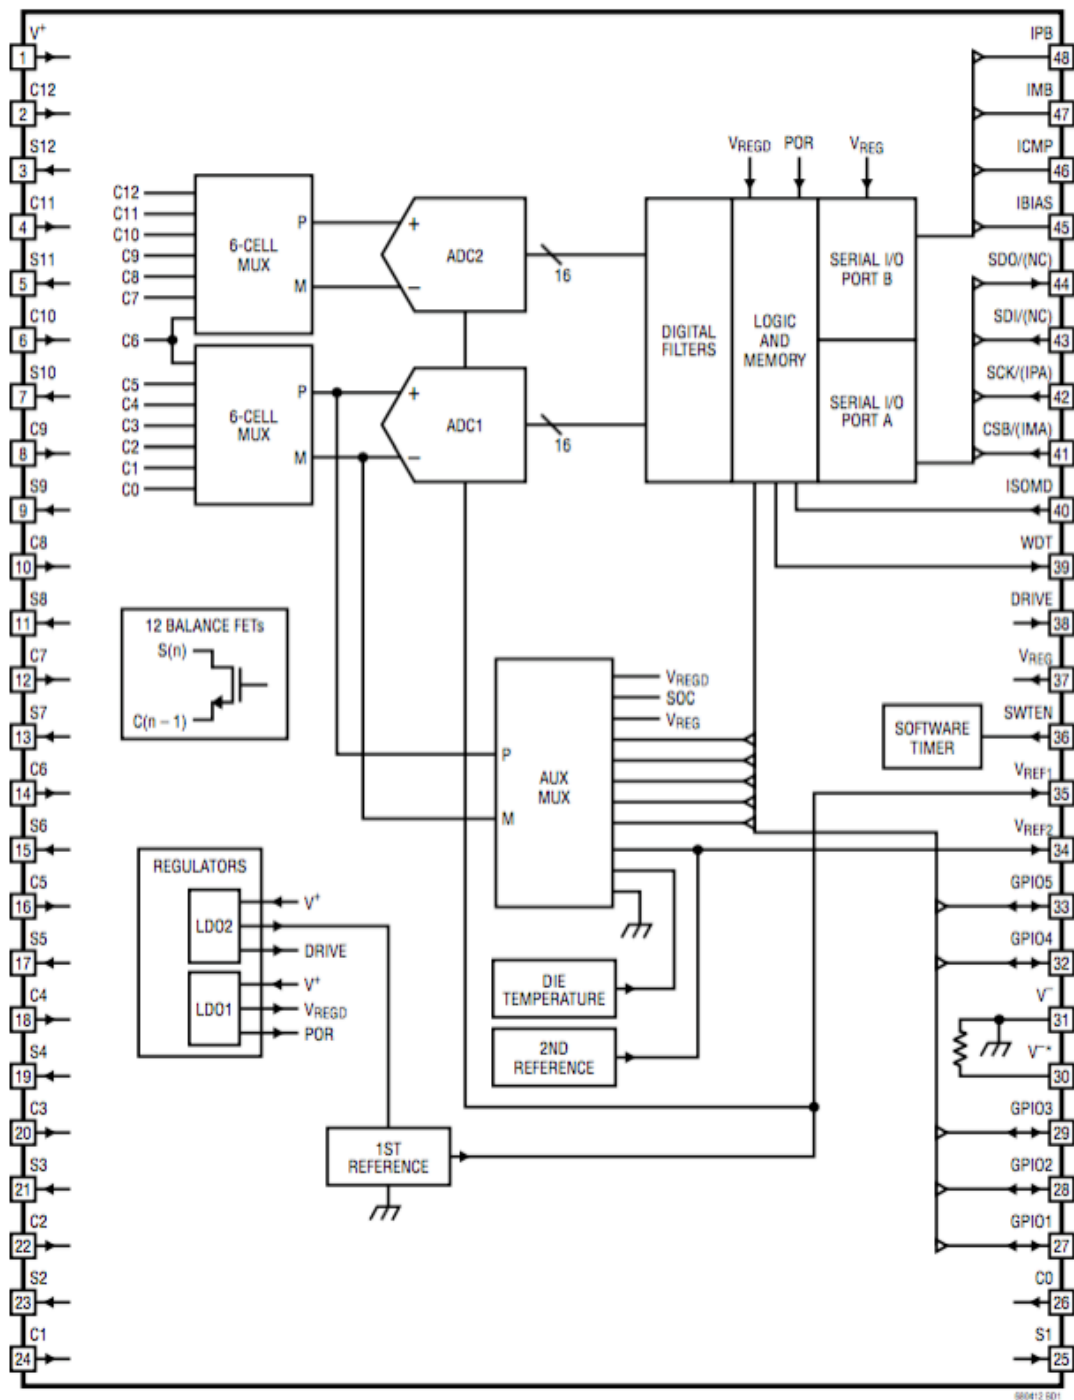 V+
1
C12
2
S12
3
C11
4
S11
5
C10
6
S10
7
C9
8
S9
9
C8
10
S8
11
C7
12
S7
13
C6
14
S6
15
C5
16
S5
17
C4
18
S4
19
C3
20
S3
21
C2
22
S2
23
C1
24
C12
C11
C10
C9
C8
C7
C6
C5
C4
C3
C2
C1
C0
6-CELL
MUX
P
M
6-CELL
MUX
P
M
+
ADC2
−
16
+
ADC1
−
16
VREGD
POR
VREG
DIGITAL
FILTERS
LOGIC
AND
MEMORY
SERIAL I/O
PORT B
SERIAL I/O
PORT A
12 BALANCE FETs
S(n)
C(n – 1)
P
AUX
MUX
M
VREGD
SOC
VREG
REGULATORS
LDO2
V+
DRIVE
LDO1
V+
VREGD
POR
DIE
TEMPERATURE
2ND
REFERENCE
1ST
REFERENCE
SOFTWARE
TIMER
IPB
48
IMB
47
ICMP
46
IBIAS
45
SDO/(NC)
44
SDI/(NC)
43
SCK/(IPA)
42
CSB/(IMA)
41
ISOMD
40
WDT
39
DRIVE
38
VREG
37
SWTEN
36
VREF1
35
VREF2
34
GPIO5
33
GPIO4
32
V–
31
V–*
30
GPIO3
29
GPIO2
28
GPIO1
27
C0
26
S1
25
680412 BD1